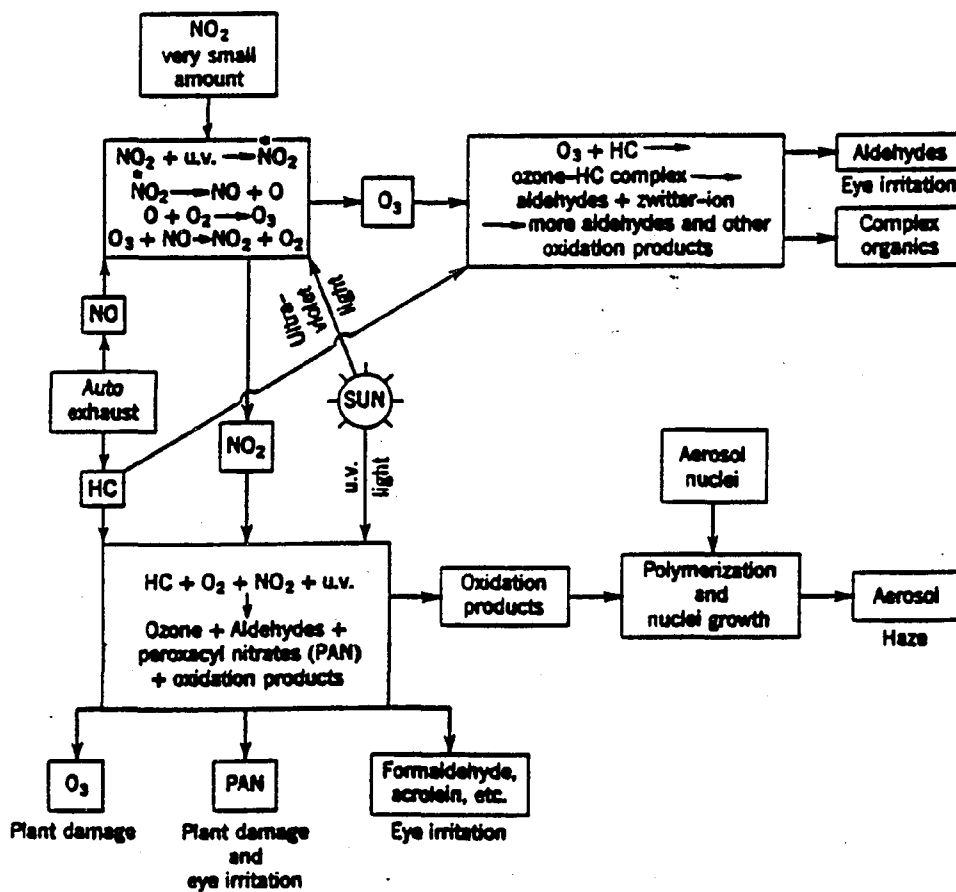 NO₂
very small
amount
NO₂ + u.v. → N*O₂
N*O₂ → NO + O
O + O₂ → O₃
O₃ + NO → NO₂ + O₂
O₃
O₃ + HC →
ozone-HC complex →
aldehydes + zwitter-ion
→ more aldehydes and other
oxidation products
Aldehydes
Eye irritation
Complex
organics
NO
Ultra-
violet
light
Auto
exhaust
SUN
HC
NO₂
u.v.
light
Aerosol
nuclei
HC + O₂ + NO₂ + u.v.
↓
Ozone + Aldehydes +
peroxacyl nitrates (PAN)
+ oxidation products
Oxidation
products
Polymerization
and
nuclei growth
Aerosol
Haze
O₃
Plant damage
PAN
Plant damage
and
eye irritation
Formaldehyde,
acrolein, etc.
Eye irritation